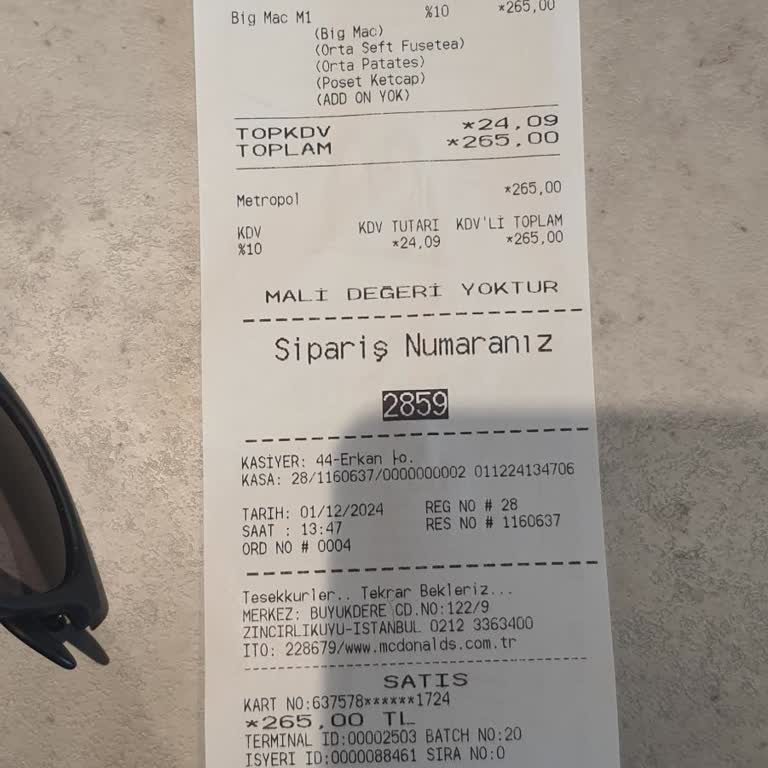 Big Mac M1 %10 *265,00
(Big Mac)
(Orta Seft Fusetea)
(Orta Patates)
(Poset Ketcap)
(ADD ON YOK)
TOPKDV *24,09
TOPLAM *265,00
Metropol *265,00
KDV KDV TUTARI KDV'Lİ TOPLAM
%10 *24,09 *265,00
MALİ DEĞERİ YOKTUR
Sipariş Numaranız
2859
KASİYER: 44-Erkan
KASA: 28/1160637/0000000002 011224134706
TARIH: 01/12/2024 REG NO # 28
SAAT : 13:47 RES NO # 1160637
ORD NO # 0004
Tesekkurler.. Tekrar Bekleriz...
MERKEZ: BUYUKDERE CD.NO:122/9
ZINCIRLIKUYU-ISTANBUL 0212 3363400
ITO: 228679/www.mcdonalds.com.tr
SATIS
KART NO:637578******1724
*265,00 TL
TERMINAL ID:00002503 BATCH NO:20
ISYERI ID:0000088461 SIRA NO:0